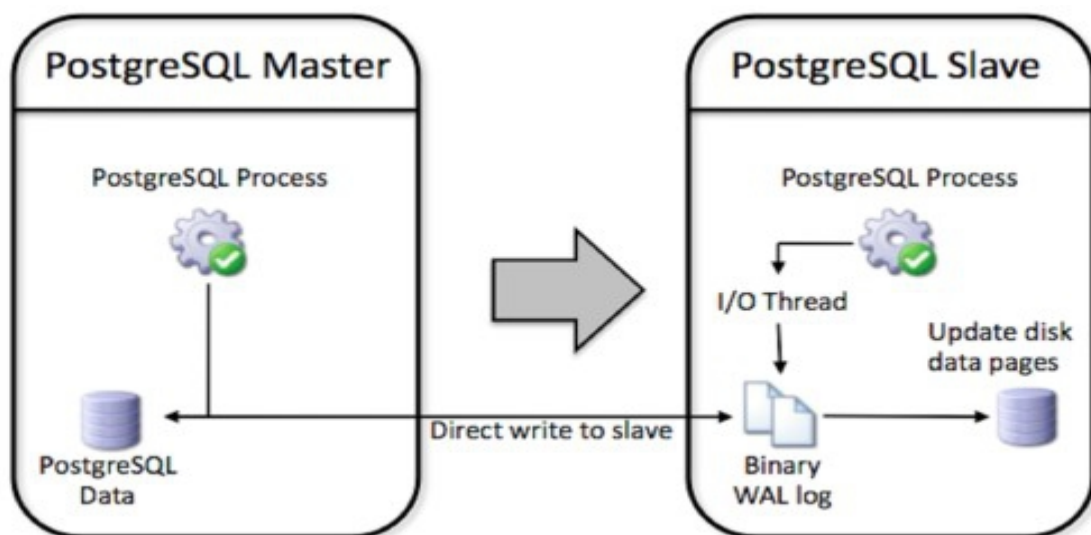 PostgreSQL Master
PostgreSQL Process
PostgreSQL
Data
Direct write to slave
PostgreSQL Slave
PostgreSQL Process
I/O Thread
Update disk
data pages
Binary
WAL log